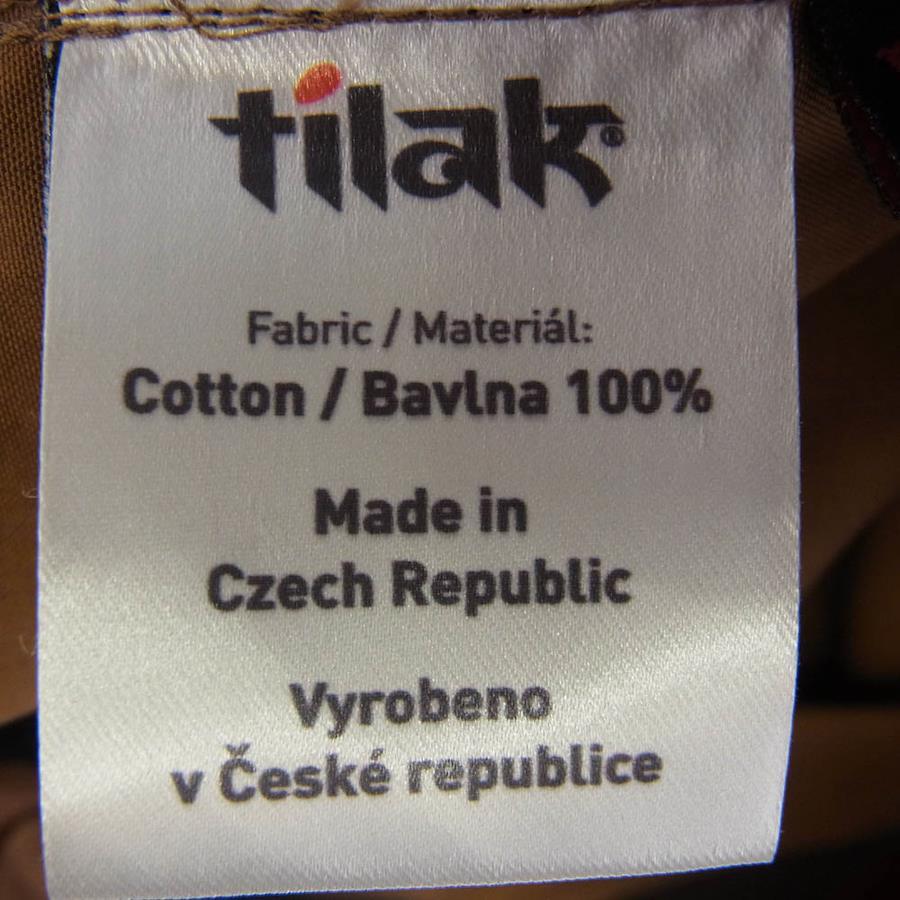 tilak®
Fabric / Materiál:
Cotton / Bavlna 100%
Made in
Czech Republic
Vyrobeno
v České republice